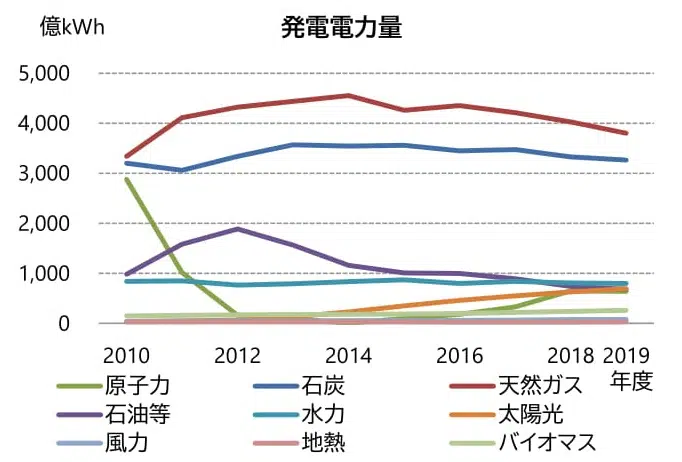 億kWh
発電電力量
5,000
4,000
3,000
2,000
1,000
0
2010 2012 2014 2016 2018 2019
年度
原子力 石炭 天然ガス
石油等 水力 太陽光
風力 地熱 バイオマス